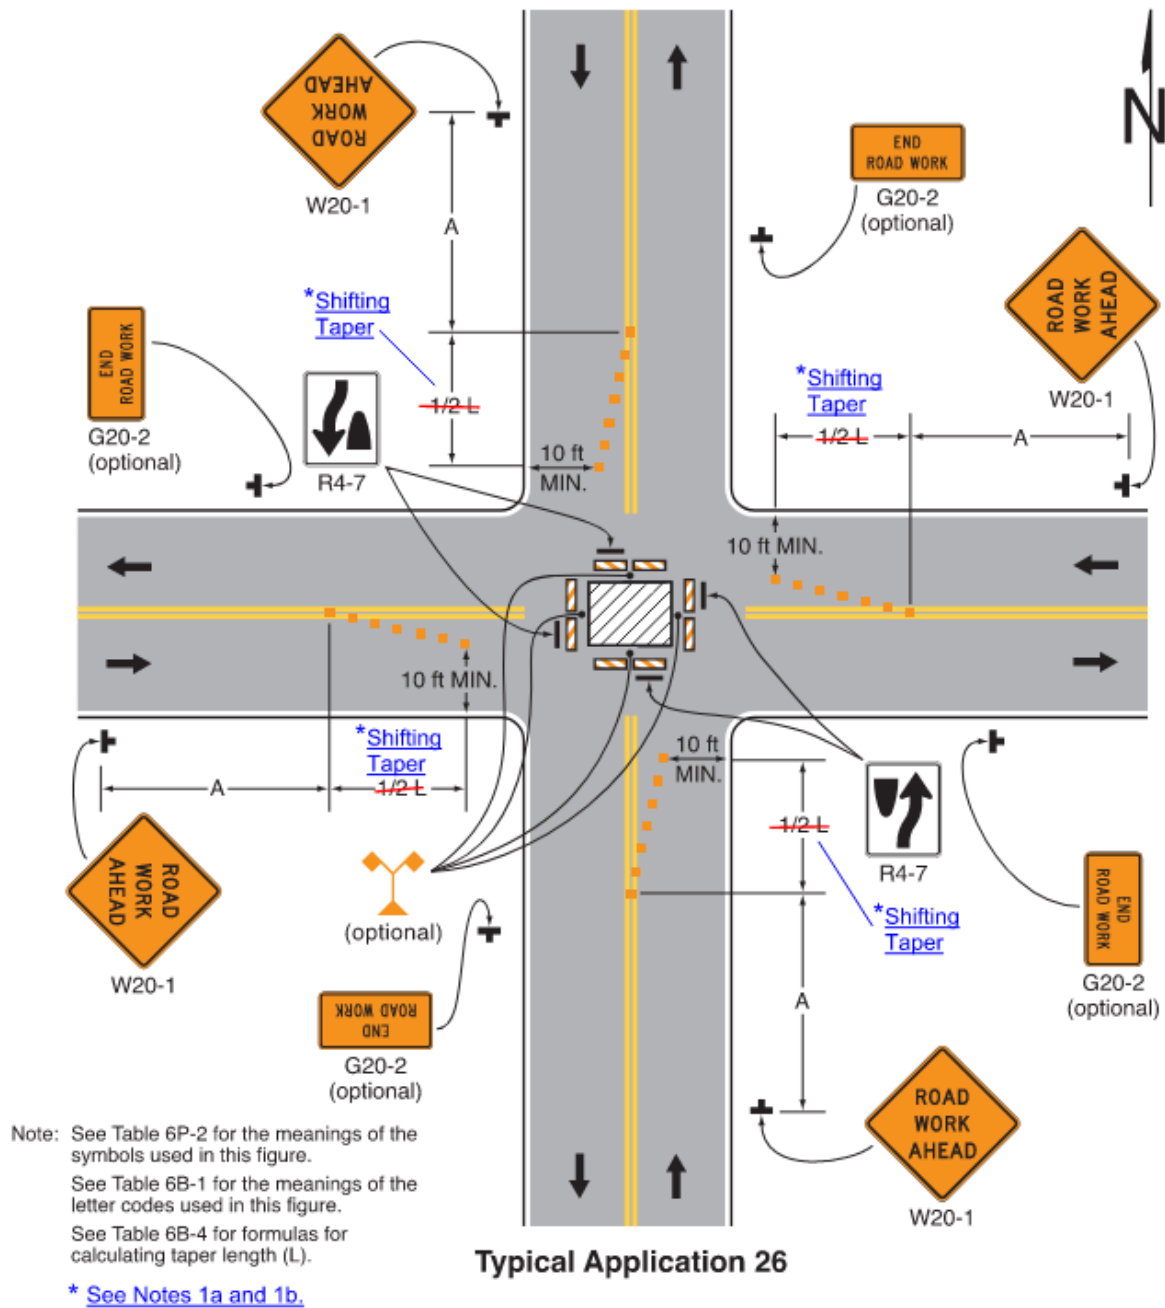 ROAD
WORK
AHEAD
W20-1
A
END
ROAD WORK
G20-2
(optional)
N
* Shifting
Taper
1/2 L
END
ROAD WORK
G20-2
(optional)
R4-7
10 ft
MIN.
ROAD
WORK
AHEAD
W20-1
* Shifting
Taper
1/2 L
A
10 ft MIN.
10 ft MIN.
* Shifting
Taper
1/2 L
A
10 ft
MIN.
1/2 L
R4-7
* Shifting
Taper
ROAD
WORK
AHEAD
W20-1
(optional)
END
ROAD WORK
G20-2
(optional)
END
ROAD WORK
G20-2
(optional)
A
ROAD
WORK
AHEAD
W20-1
Note: See Table 6P-2 for the meanings of the
symbols used in this figure.
See Table 6B-1 for the meanings of the
letter codes used in this figure.
See Table 6B-4 for formulas for
calculating taper length (L).
* See Notes 1a and 1b.
Typical Application 26